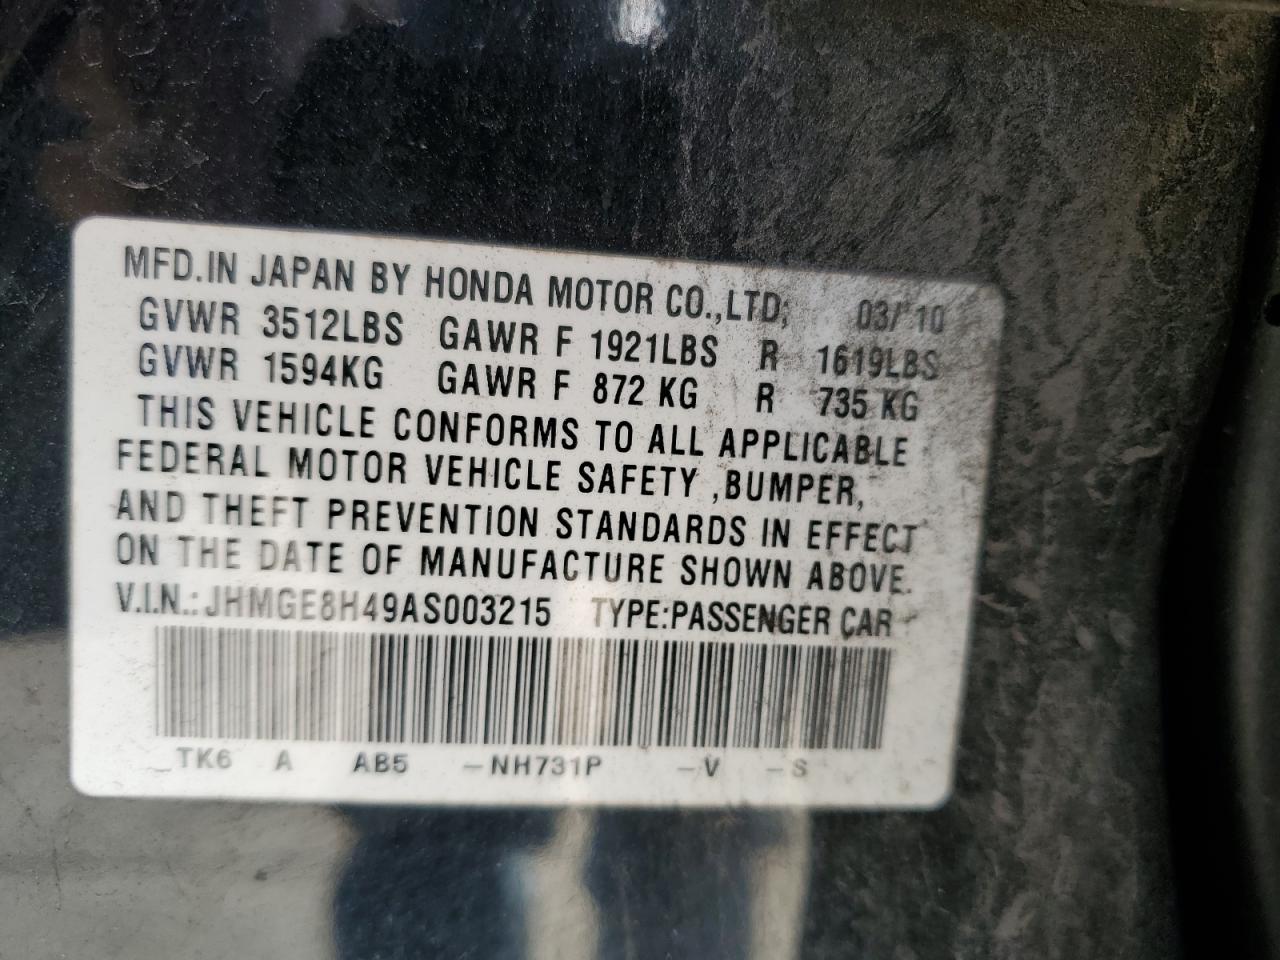 MFD.IN JAPAN BY HONDA MOTOR CO.,LTD; 03/'10
GVWR 3512LBS GAWR F 1921LBS R 1619LBS
GVWR 1594KG GAWR F 872 KG R 735 KG
THIS VEHICLE CONFORMS TO ALL APPLICABLE
FEDERAL MOTOR VEHICLE SAFETY ,BUMPER,
AND THEFT PREVENTION STANDARDS IN EFFECT
ON THE DATE OF MANUFACTURE SHOWN ABOVE.
V.I.N.:JHMGE8H49AS003215 TYPE:PASSENGER CAR
_TK6 A AB5 -NH731P -V -S